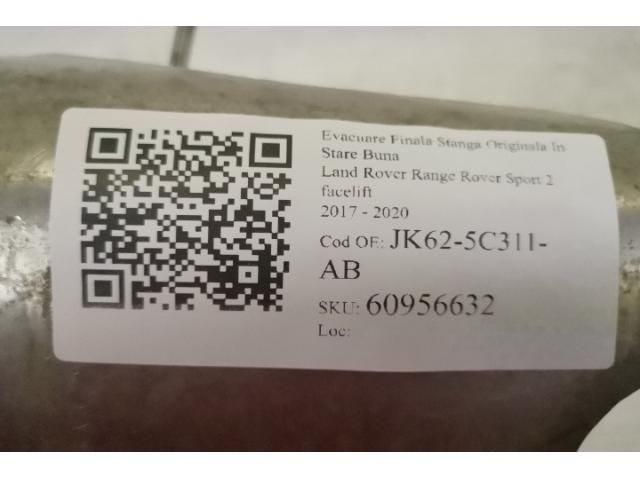 Evacuare Finala Stanga Originala In
Stare Buna
Land Rover Range Rover Sport 2
facelift
2017 - 2020
Cod OE: JK62-5C311-
AB
SKU: 60956632
Loc: